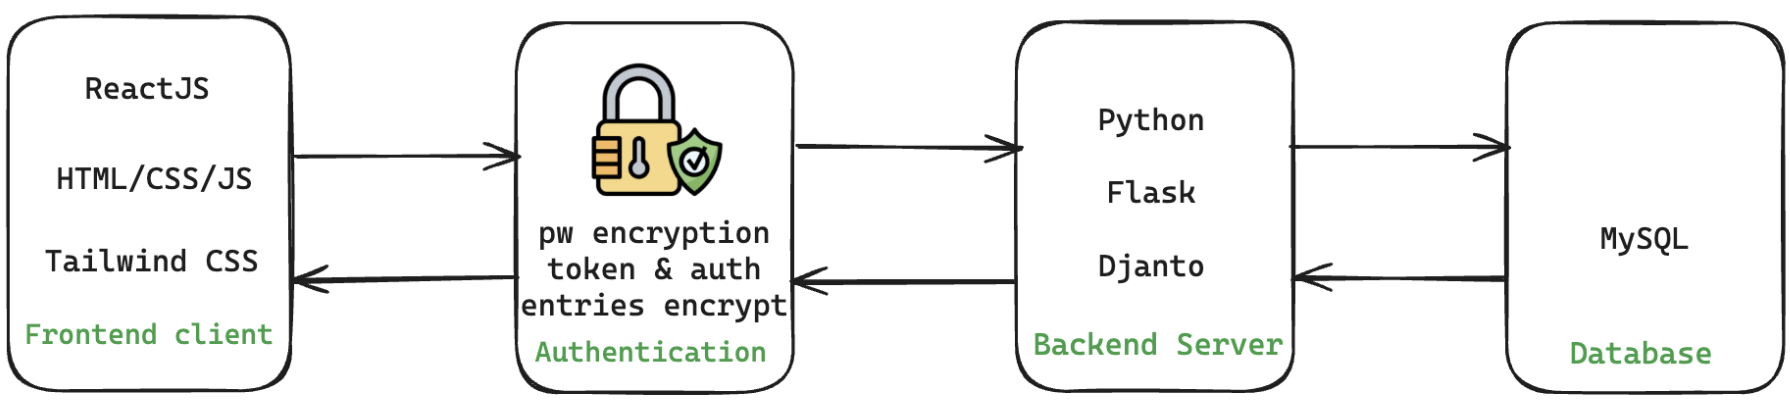 ReactJS
HTML/CSS/JS
Tailwind CSS
Frontend client
pw encryption
token & auth
entries encrypt
Authentication
Python
Flask
Djanto
Backend Server
MySQL
Database